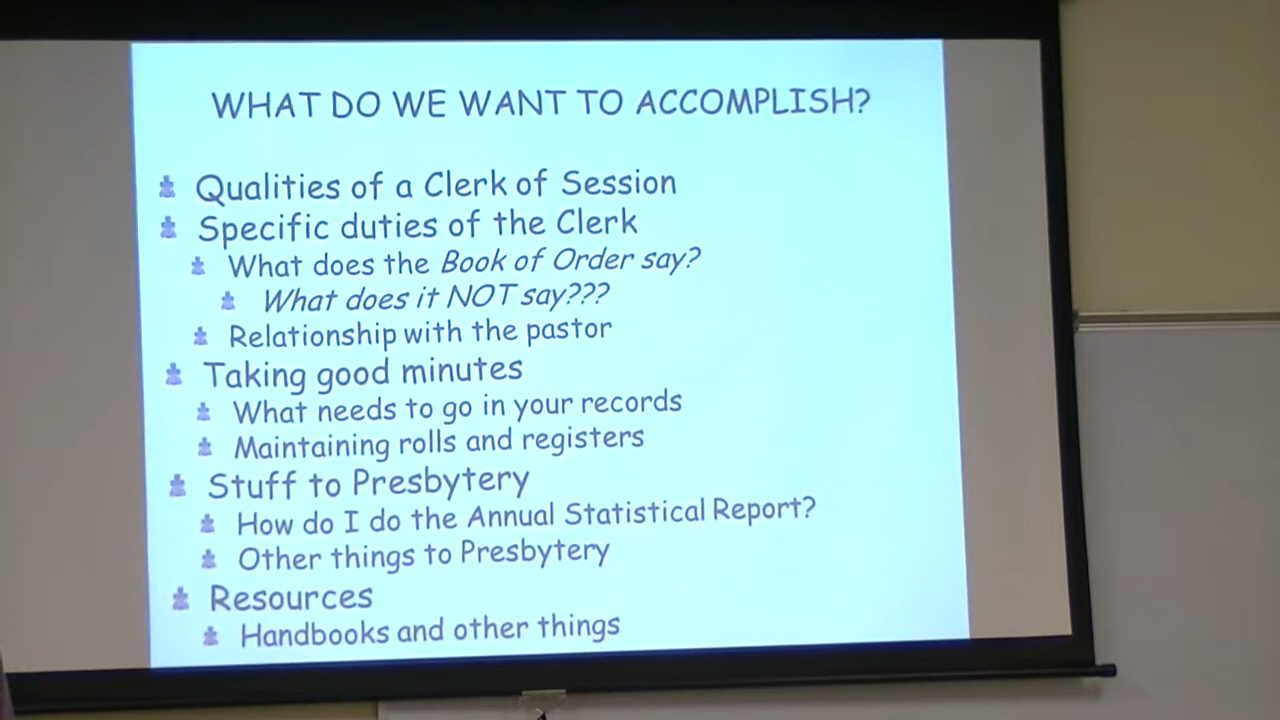 WHAT DO WE WANT TO ACCOMPLISH?
Qualities of a Clerk of Session
Specific duties of the Clerk
What does the Book of Order say?
What does it NOT say???
Relationship with the pastor
Taking good minutes
What needs to go in your records
Maintaining rolls and registers
Stuff to Presbytery
How do I do the Annual Statistical Report?
Other things to Presbytery
Resources
Handbooks and other things